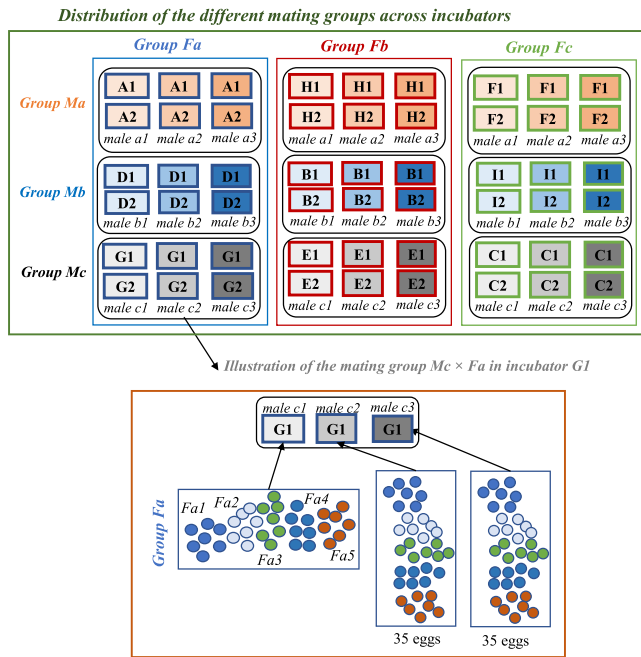 Distribution of the different mating groups across incubators
Group Fa Group Fb Group Fc
Group Ma
A1 A1 A1 H1 H1 H1 F1 F1 F1
A2 A2 A2 H2 H2 H2 F2 F2 F2
male a1 male a2 male a3 male a1 male a2 male a3 male a1 male a2 male a3
Group Mb
D1 D1 D1 B1 B1 B1 I1 I1 I1
D2 D2 D2 B2 B2 B2 I2 I2 I2
male b1 male b2 male b3 male b1 male b2 male b3 male b1 male b2 male b3
Group Mc
G1 G1 G1 E1 E1 E1 C1 C1 C1
G2 G2 G2 E2 E2 E2 C2 C2 C2
male c1 male c2 male c3 male c1 male c2 male c3 male c1 male c2 male c3
Illustration of the mating group Mc × Fa in incubator G1
male c1 male c2 male c3
G1 G1 G1
Group Fa
Fa1 Fa2 Fa4
Fa3 Fa5
35 eggs 35 eggs